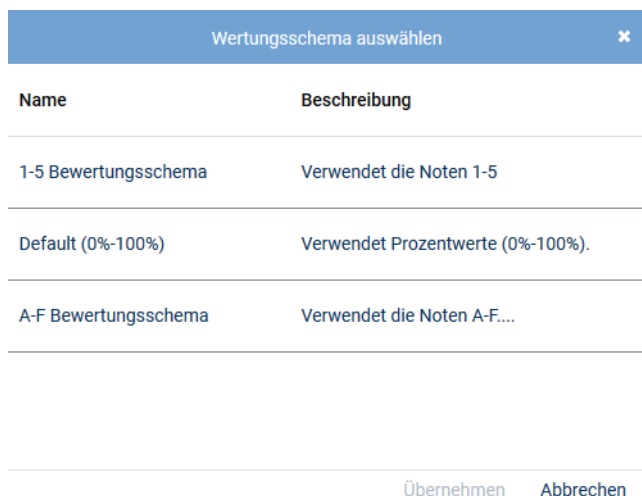 Wertungsschema auswählen ×
Name Beschreibung
1-5 Bewertungsschema Verwendet die Noten 1-5
Default (0%-100%) Verwendet Prozentwerte (0%-100%).
A-F Bewertungsschema Verwendet die Noten A-F....
Übernehmen Abbrechen